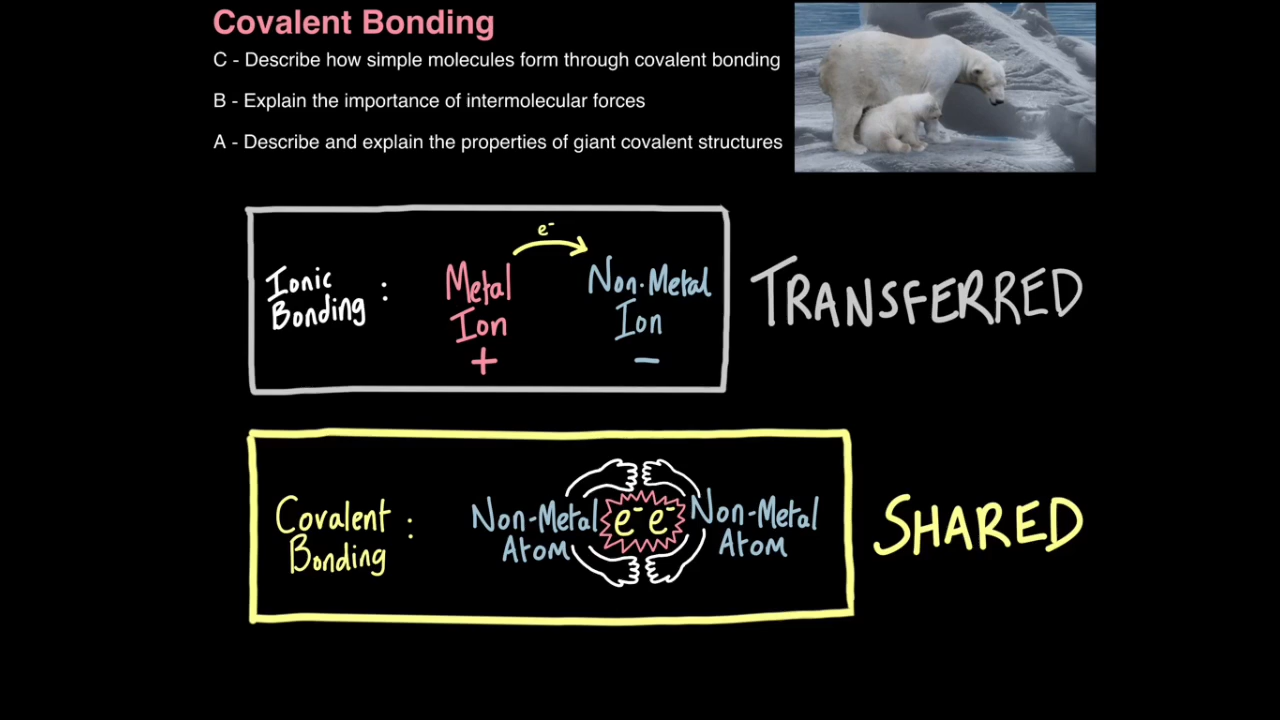 Covalent Bonding
C - Describe how simple molecules form through covalent bonding
B - Explain the importance of intermolecular forces
A - Describe and explain the properties of giant covalent structures
e⁻
Ionic
Bonding :
Metal
Ion
+
Non-Metal
Ion
−
TRANSFERRED
Covalent
Bonding :
Non-Metal
Atom
e⁻ e⁻
Non-Metal
Atom
SHARED